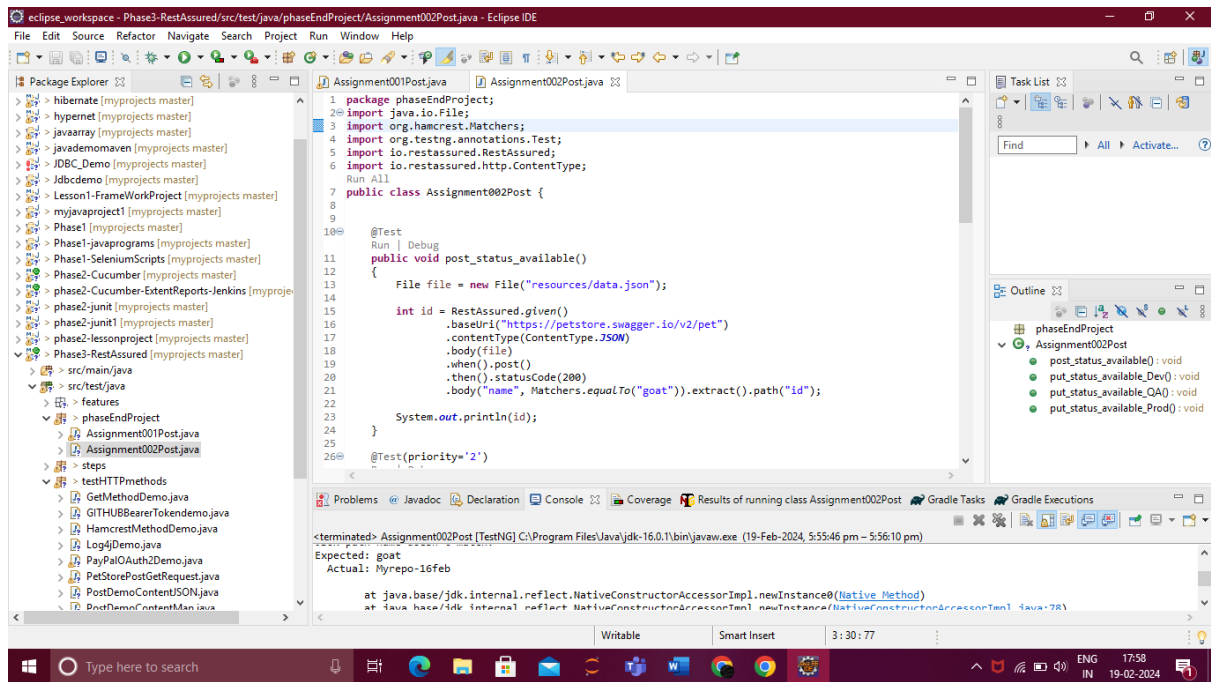 eclipse_workspace - Phase3-RestAssured/src/test/java/phaseEndProject/Assignment002Post.java - Eclipse IDE
File Edit Source Refactor Navigate Search Project Run Window Help
Package Explorer
> hibernate [myprojects master]
> hypernet [myprojects master]
> javaarray [myprojects master]
> javademomaven [myprojects master]
> JDBC_Demo [myprojects master]
> Jdbcdemo [myprojects master]
> Lesson1-FrameWorkProject [myprojects master]
> myjavaproject1 [myprojects master]
> Phase1 [myprojects master]
> Phase1-javaprograms [myprojects master]
> Phase1-SeleniumScripts [myprojects master]
> Phase2-Cucumber [myprojects master]
> Phase2-Cucumber-ExtentReports-Jenkins [myproje
> phase2-junit [myprojects master]
> phase2-junit1 [myprojects master]
> phase2-lessonproject [myprojects master]
> Phase3-RestAssured [myprojects master]
> src/main/java
> src/test/java
> features
> phaseEndProject
Assignment001Post.java
Assignment002Post.java
> steps
> testHTTPmethods
GetMethodDemo.java
GITHUBBearerTokendemo.java
HamcrestMethodDemo.java
Log4jDemo.java
PayPalOAuth2Demo.java
PetStorePostGetRequest.java
PostDemoContentJSON.java
PostDemoContentMap.java
Assignment001Post.java Assignment002Post.java
1 package phaseEndProject;
2 import java.io.File;
3 import org.hamcrest.Matchers;
4 import org.testng.annotations.Test;
5 import io.restassured.RestAssured;
6 import io.restassured.http.ContentType;
Run All
7 public class Assignment002Post {
8
9
10 @Test
Run | Debug
11 public void post_status_available()
12 {
13 File file = new File("resources/data.json");
14
15 int id = RestAssured.given()
16 .baseUri("https://petstore.swagger.io/v2/pet")
17 .contentType(ContentType.JSON)
18 .body(file)
19 .when().post()
20 .then().statusCode(200)
21 .body("name", Matchers.equalTo("goat")).extract().path("id");
22
23 System.out.println(id);
24 }
25
26 @Test(priority='2')
Task List
Find All Activate...
Outline
phaseEndProject
Assignment002Post
post_status_available() : void
put_status_available_Dev() : void
put_status_available_QA() : void
put_status_available_Prod() : void
Problems Javadoc Declaration Console Coverage Results of running class Assignment002Post Gradle Tasks Gradle Executions
<terminated> Assignment002Post [TestNG] C:\Program Files\Java\jdk-16.0.1\bin\javaw.exe (19-Feb-2024, 5:55:46 pm – 5:56:10 pm)
Expected: goat
Actual: Myrepo-16feb
at java.base/jdk.internal.reflect.NativeConstructorAccessorImpl.newInstance0(Native Method)
at java.base/jdk.internal.reflect.NativeConstructorAccessorImpl.newInstance(NativeConstructorAccessorImpl.java:78)
Writable Smart Insert 3 : 30 : 77
Type here to search
ENG 17:58
IN 19-02-2024